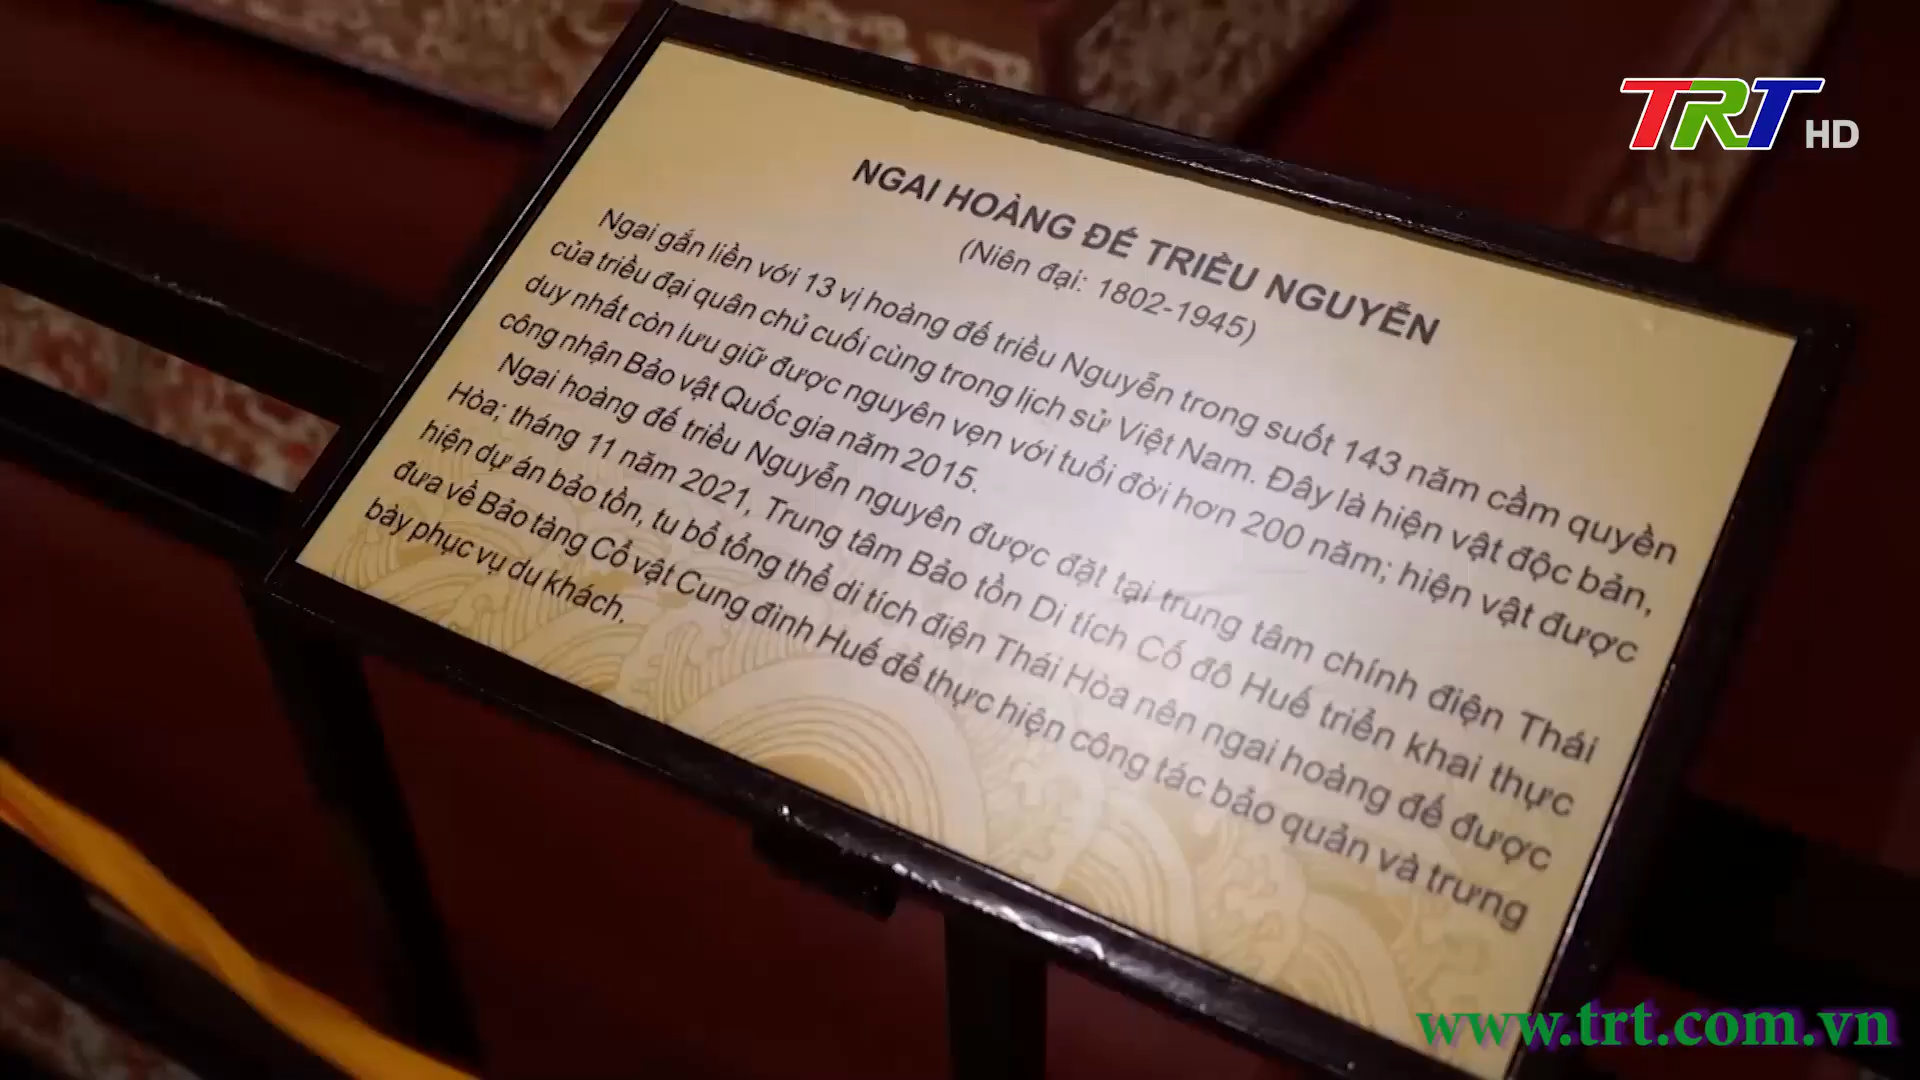 TRT HD
NGAI HOÀNG ĐẾ TRIỀU NGUYỄN
(Niên đại: 1802-1945)
Ngai gắn liền với 13 vị hoàng đế triều Nguyễn trong suốt 143 năm cầm quyền
của triều đại quân chủ cuối cùng trong lịch sử Việt Nam. Đây là hiện vật độc bản,
duy nhất còn lưu giữ được nguyên vẹn với tuổi đời hơn 200 năm; hiện vật được
công nhận Bảo vật Quốc gia năm 2015.
Ngai hoàng đế triều Nguyễn nguyên được đặt tại trung tâm chính điện Thái
Hòa; tháng 11 năm 2021, Trung tâm Bảo tồn Di tích Cố đô Huế triển khai thực
hiện dự án bảo tồn, tu bổ tổng thể di tích điện Thái Hòa nên ngai hoàng đế được
đưa về Bảo tàng Cổ vật Cung đình Huế để thực hiện công tác bảo quản và trưng
bày phục vụ du khách.
www.trt.com.vn